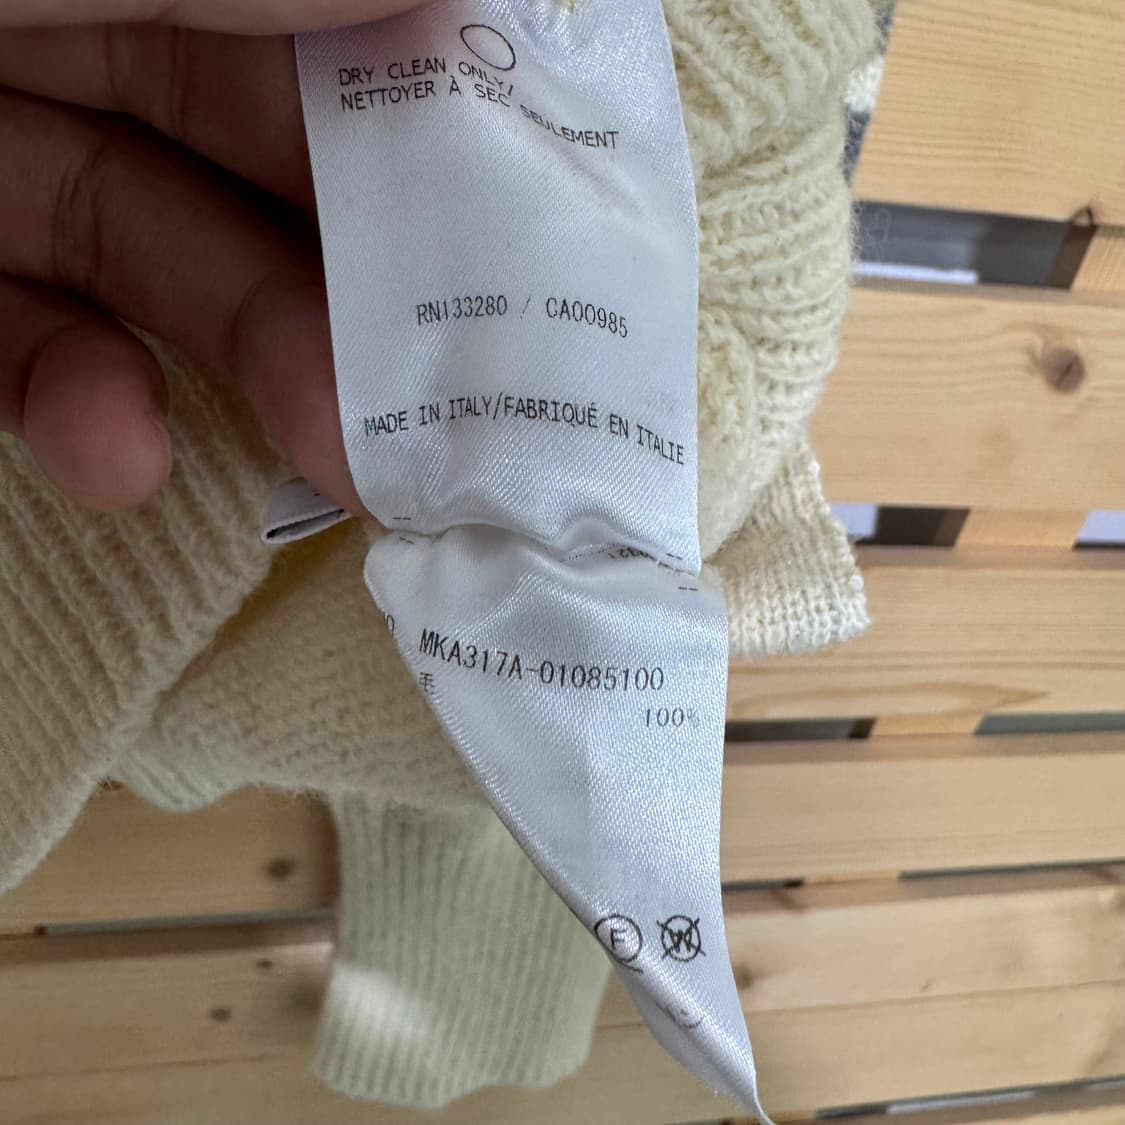 DRY CLEAN ONLY/
NETTOYER À SEC SEULEMENT
RN133280 / CA00985
MADE IN ITALY/FABRIQUÉ EN ITALIE
MKA317A-01085100
毛
100%
F
W